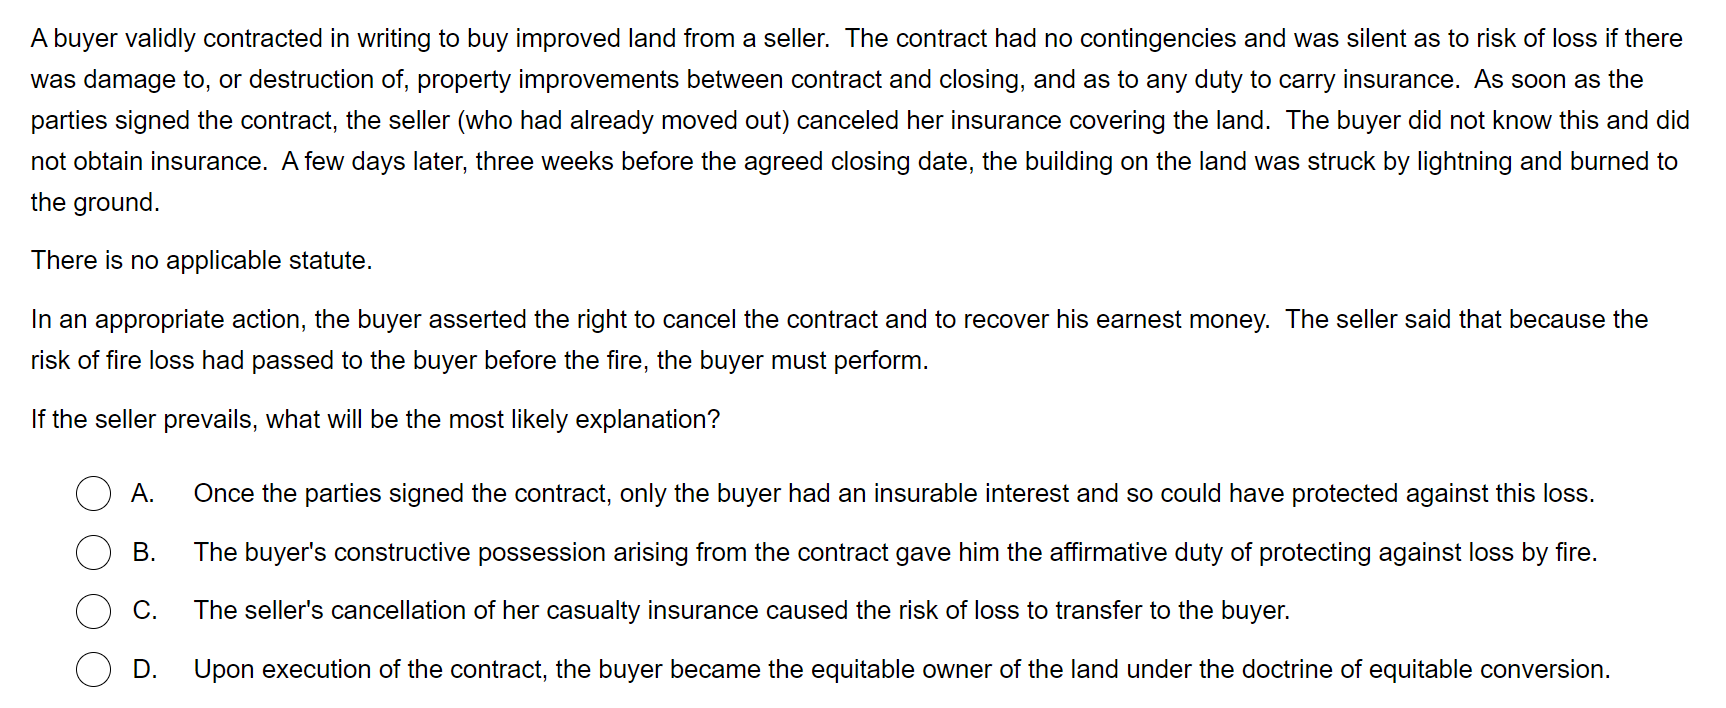 A buyer validly contracted in writing to buy improved land from a seller.  The contract had no contingencies and was silent as to risk of loss if there
was damage to, or destruction of, property improvements between contract and closing, and as to any duty to carry insurance.  As soon as the
parties signed the contract, the seller (who had already moved out) canceled her insurance covering the land.  The buyer did not know this and did
not obtain insurance.  A few days later, three weeks before the agreed closing date, the building on the land was struck by lightning and burned to
the ground.
There is no applicable statute.
In an appropriate action, the buyer asserted the right to cancel the contract and to recover his earnest money.  The seller said that because the
risk of fire loss had passed to the buyer before the fire, the buyer must perform.
If the seller prevails, what will be the most likely explanation?
A. Once the parties signed the contract, only the buyer had an insurable interest and so could have protected against this loss.
B. The buyer's constructive possession arising from the contract gave him the affirmative duty of protecting against loss by fire.
C. The seller's cancellation of her casualty insurance caused the risk of loss to transfer to the buyer.
D. Upon execution of the contract, the buyer became the equitable owner of the land under the doctrine of equitable conversion.